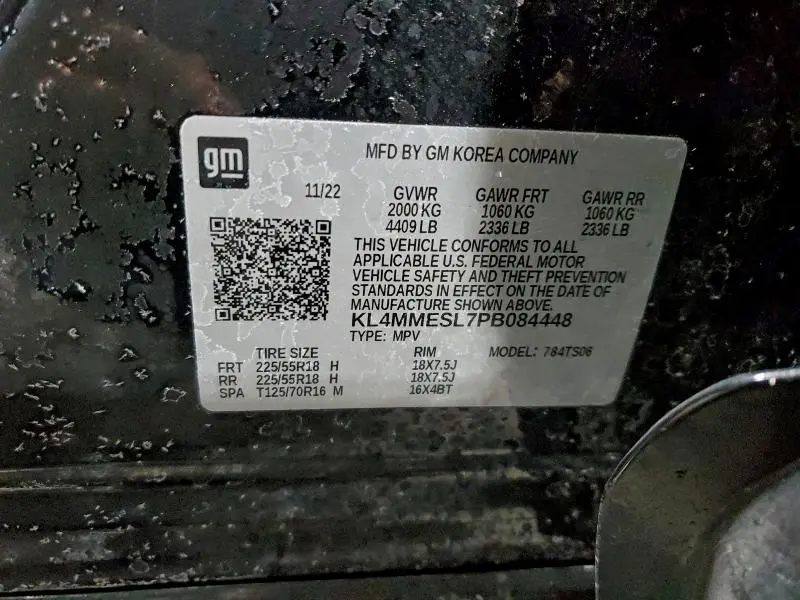 gm
MFD BY GM KOREA COMPANY
11/22 GVWR GAWR FRT GAWR RR
2000 KG 1060 KG 1060 KG
4409 LB 2336 LB 2336 LB
THIS VEHICLE CONFORMS TO ALL
APPLICABLE U.S. FEDERAL MOTOR
VEHICLE SAFETY AND THEFT PREVENTION
STANDARDS IN EFFECT ON THE DATE OF
MANUFACTURE SHOWN ABOVE.
KL4MMESL7PB084448
TYPE: MPV
TIRE SIZE RIM MODEL: 784TS06
FRT 225/55R18 H 18X7.5J
RR 225/55R18 H 18X7.5J
SPA T125/70R16 M 16X4BT